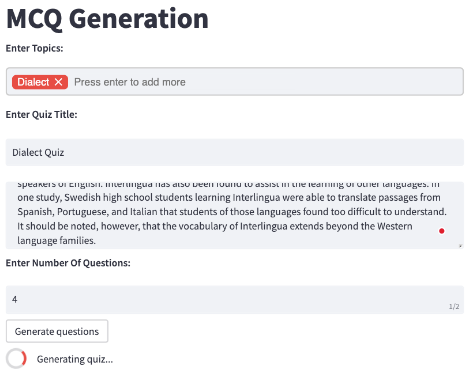 MCQ Generation
Enter Topics:
Dialect ✕ Press enter to add more
Enter Quiz Title:
Dialect Quiz
speakers of English. Interlingua has also been found to assist in the learning of other languages. In
one study, Swedish high school students learning Interlingua were able to translate passages from
Spanish, Portuguese, and Italian that students of those languages found too difficult to understand.
It should be noted, however, that the vocabulary of Interlingua extends beyond the Western
language families.
Enter Number Of Questions:
4
1/2
Generate questions
Generating quiz...